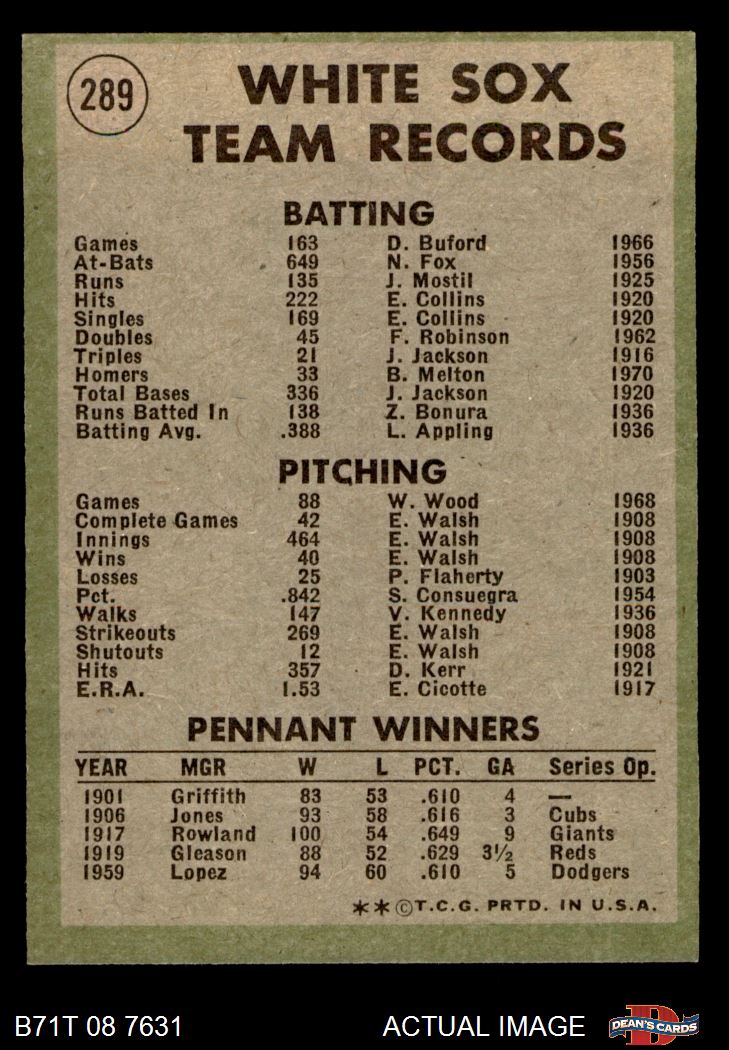 289
WHITE SOX
TEAM RECORDS
BATTING
Games 163 D. Buford 1966
At-Bats 649 N. Fox 1956
Runs 135 J. Mostil 1925
Hits 222 E. Collins 1920
Singles 169 E. Collins 1920
Doubles 45 F. Robinson 1962
Triples 21 J. Jackson 1916
Homers 33 B. Melton 1970
Total Bases 336 J. Jackson 1920
Runs Batted In 138 Z. Bonura 1936
Batting Avg. .388 L. Appling 1936
PITCHING
Games 88 W. Wood 1968
Complete Games 42 E. Walsh 1908
Innings 464 E. Walsh 1908
Wins 40 E. Walsh 1908
Losses 25 P. Flaherty 1903
Pct. .842 S. Consuegra 1954
Walks 147 V. Kennedy 1936
Strikeouts 269 E. Walsh 1908
Shutouts 12 E. Walsh 1908
Hits 357 D. Kerr 1921
E.R.A. 1.53 E. Cicotte 1917
PENNANT WINNERS
YEAR MGR W L PCT. GA Series Op.
1901 Griffith 83 53 .610 4 —
1906 Jones 93 58 .616 3 Cubs
1917 Rowland 100 54 .649 9 Giants
1919 Gleason 88 52 .629 3½ Reds
1959 Lopez 94 60 .610 5 Dodgers
**©T.C.G. PRTD. IN U.S.A.
B71T 08 7631 ACTUAL IMAGE D DEAN'S CARDS